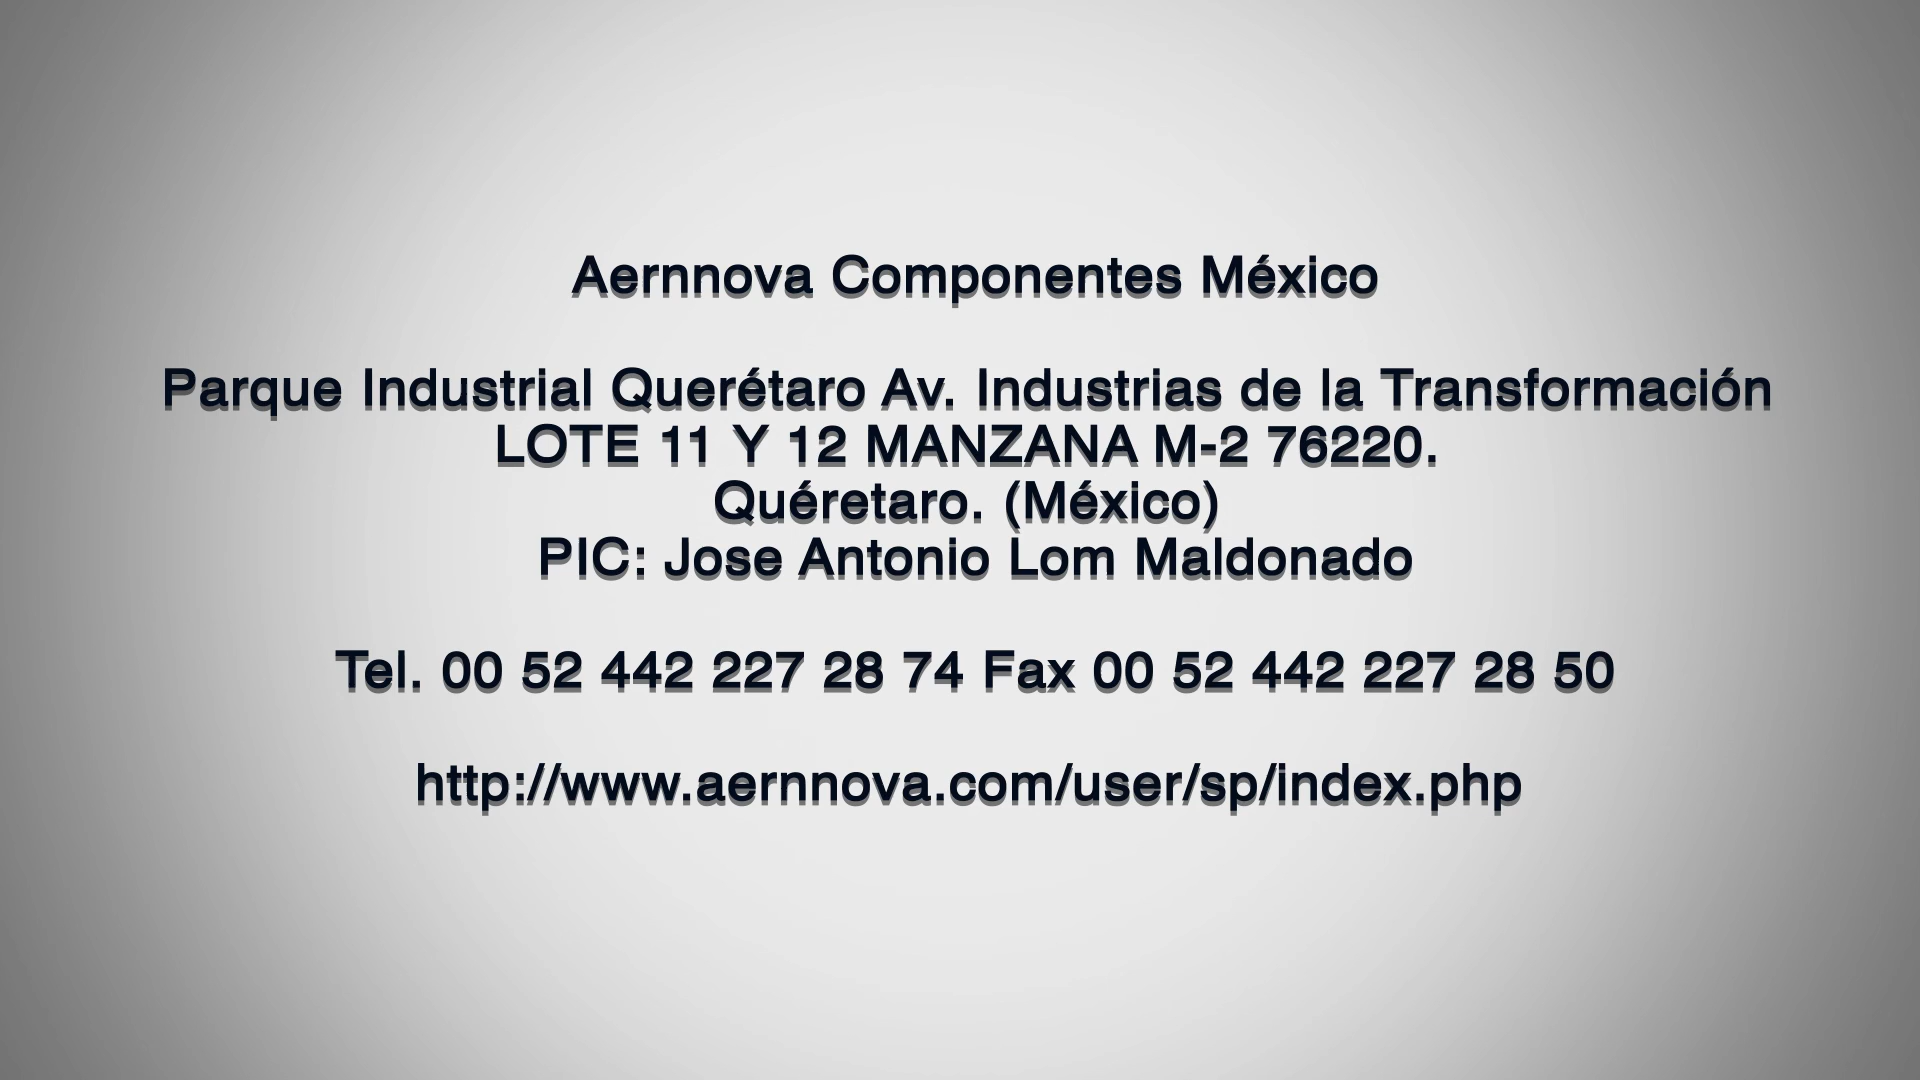 Aernnova Componentes México
Parque Industrial Querétaro Av. Industrias de la Transformación
LOTE 11 Y 12 MANZANA M-2 76220.
Quéretaro. (México)
PIC: Jose Antonio Lom Maldonado
Tel. 00 52 442 227 28 74 Fax 00 52 442 227 28 50
http://www.aernnova.com/user/sp/index.php